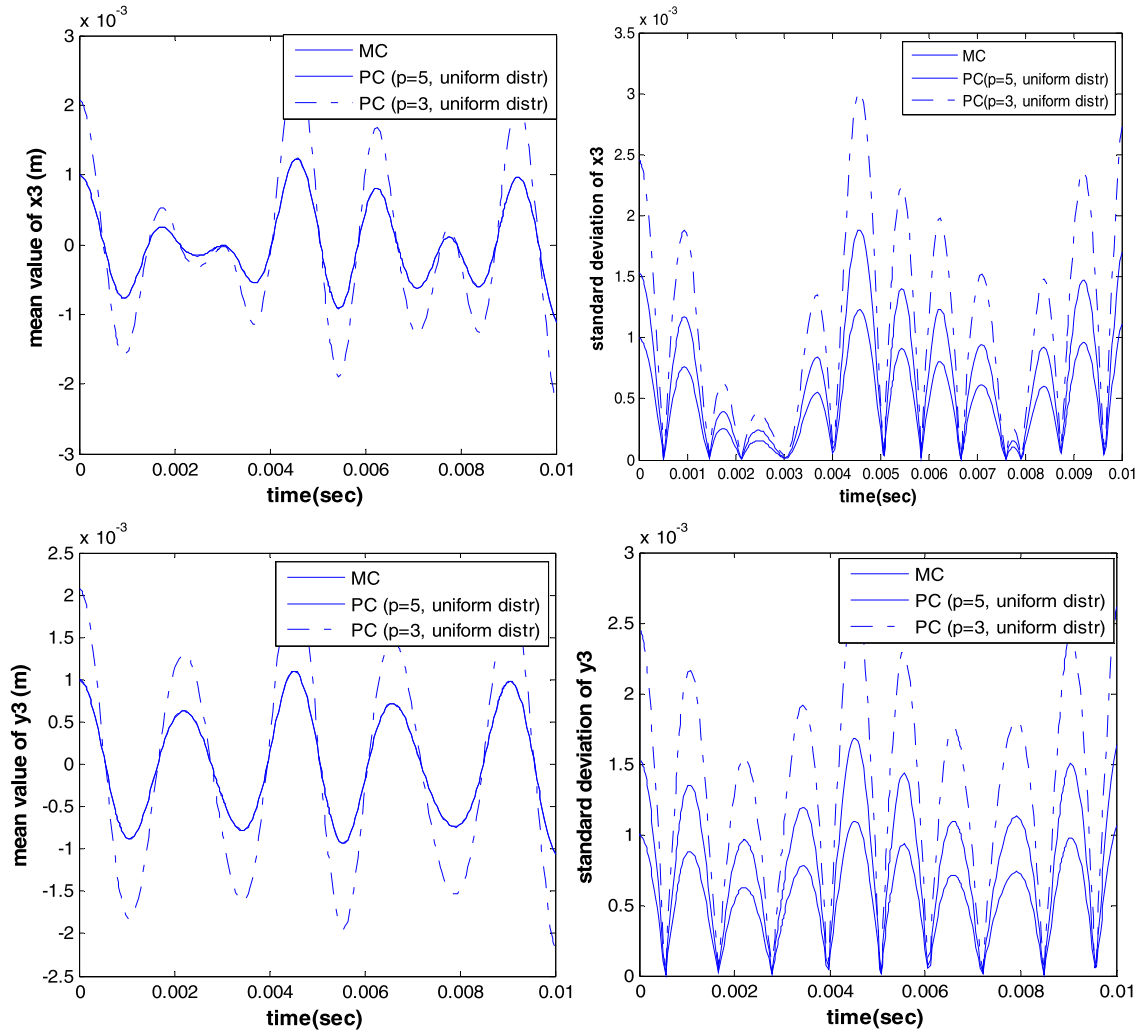 x 10-3
3
2
1
0
-1
-2
-3
0
0.002
0.004
0.006
0.008
0.01
time(sec)
mean value of x3 (m)
MC
PC (p=5, uniform distr)
PC (p=3, uniform distr)
x 10-3
3.5
3
2.5
2
1.5
1
0.5
0
0
0.001
0.002
0.003
0.004
0.005
0.006
0.007
0.008
0.009
0.01
time(sec)
standard deviation of x3
MC
PC(p=5, uniform distr)
PC(p=3, uniform distr)
x 10-3
2.5
2
1.5
1
0.5
0
-0.5
-1
-1.5
-2
-2.5
0
0.002
0.004
0.006
0.008
0.01
time(sec)
mean value of y3 (m)
MC
PC (p=5, uniform distr)
PC (p=3, uniform distr)
x 10-3
3
2.5
2
1.5
1
0.5
0
0
0.002
0.004
0.006
0.008
0.01
time(sec)
standard deviation of y3
MC
PC (p=5, uniform distr)
PC (p=3, uniform distr)